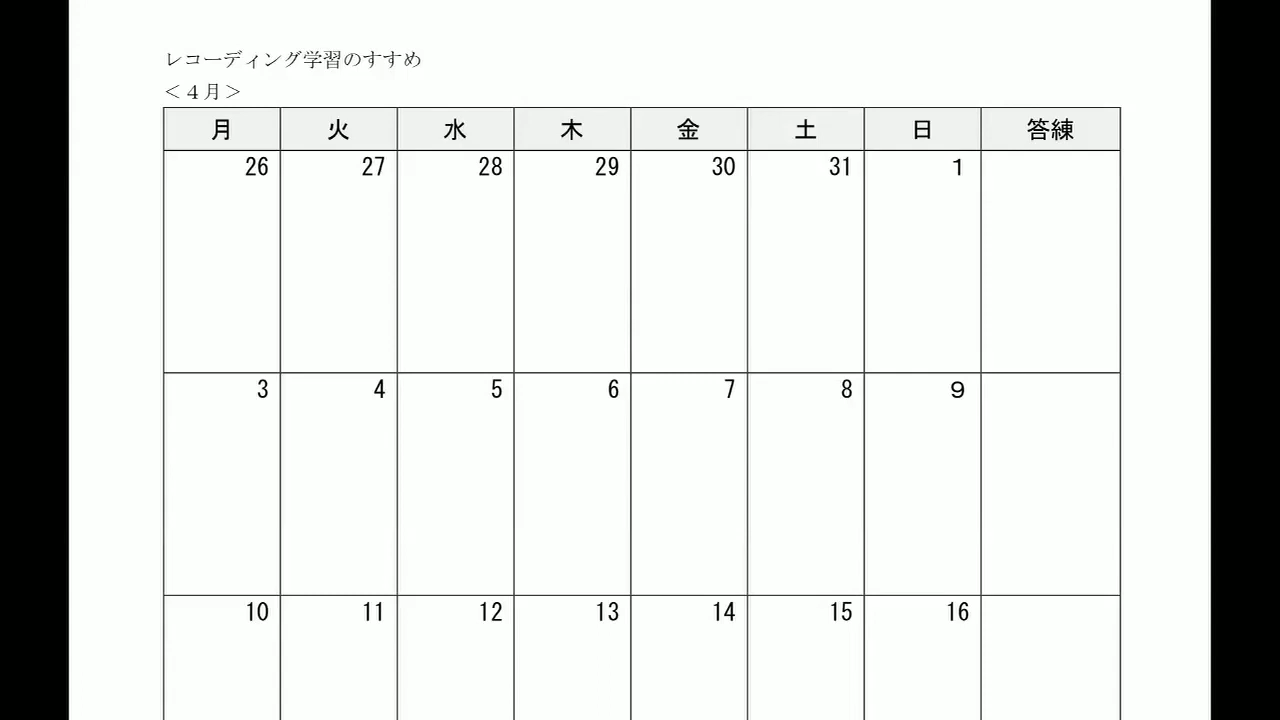 レコーディング学習のすすめ
＜４月＞
月 火 水 木 金 土 日 答練
26 27 28 29 30 31 1
3 4 5 6 7 8 9
10 11 12 13 14 15 16